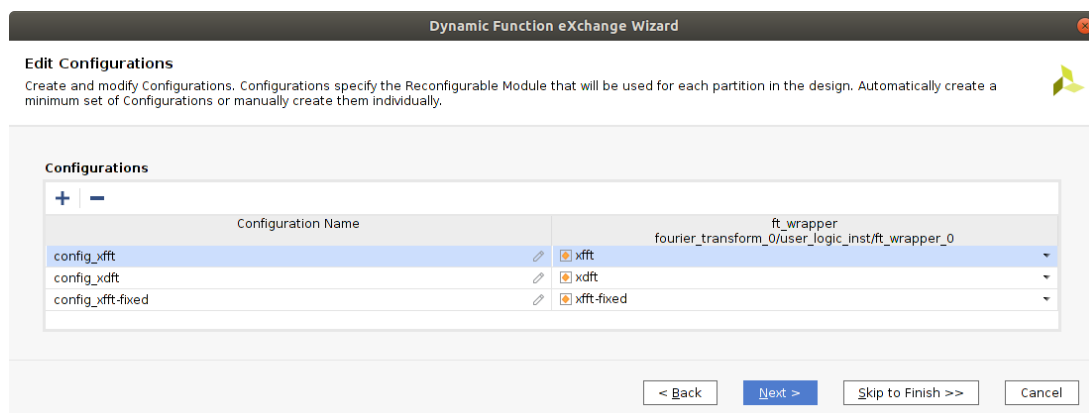 Dynamic Function eXchange Wizard
Edit Configurations
Create and modify Configurations. Configurations specify the Reconfigurable Module that will be used for each partition in the design. Automatically create a
minimum set of Configurations or manually create them individually.
Configurations
Configuration Name
ft_wrapper
fourier_transform_0/user_logic_inst/ft_wrapper_0
config_xfft
xfft
config_xdft
xdft
config_xfft-fixed
xfft-fixed
< Back
Next >
Skip to Finish >>
Cancel